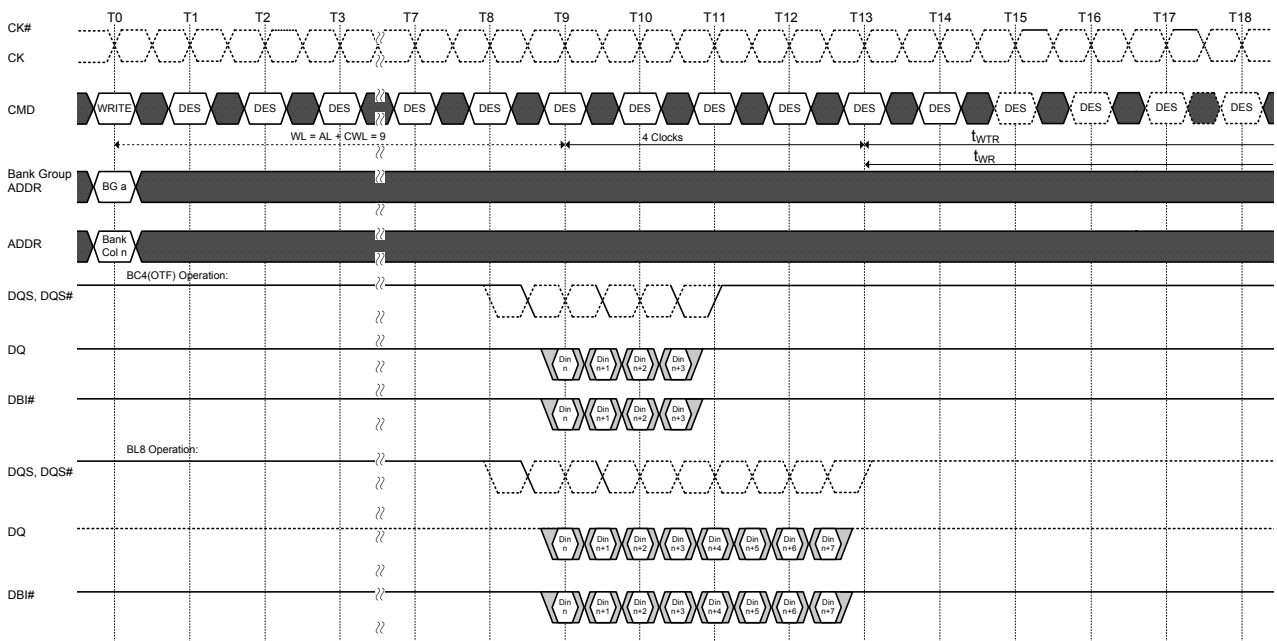 T0 T1 T2 T3 T7 T8 T9 T10 T11 T12 T13 T14 T15 T16 T17 T18
CK#
CK
CMD
WRITE DES DES DES DES DES DES DES DES DES DES DES DES DES DES DES
WL = AL + CWL = 9
4 Clocks
tWTR
tWR
Bank Group
ADDR
BG a
ADDR
Bank
Col n
BC4(OTF) Operation:
DQS, DQS#
DQ
Din n Din n+1 Din n+2 Din n+3
DBI#
Din n Din n+1 Din n+2 Din n+3
BL8 Operation:
DQS, DQS#
DQ
Din n Din n+1 Din n+2 Din n+3 Din n+4 Din n+5 Din n+6 Din n+7
DBI#
Din n Din n+1 Din n+2 Din n+3 Din n+4 Din n+5 Din n+6 Din n+7